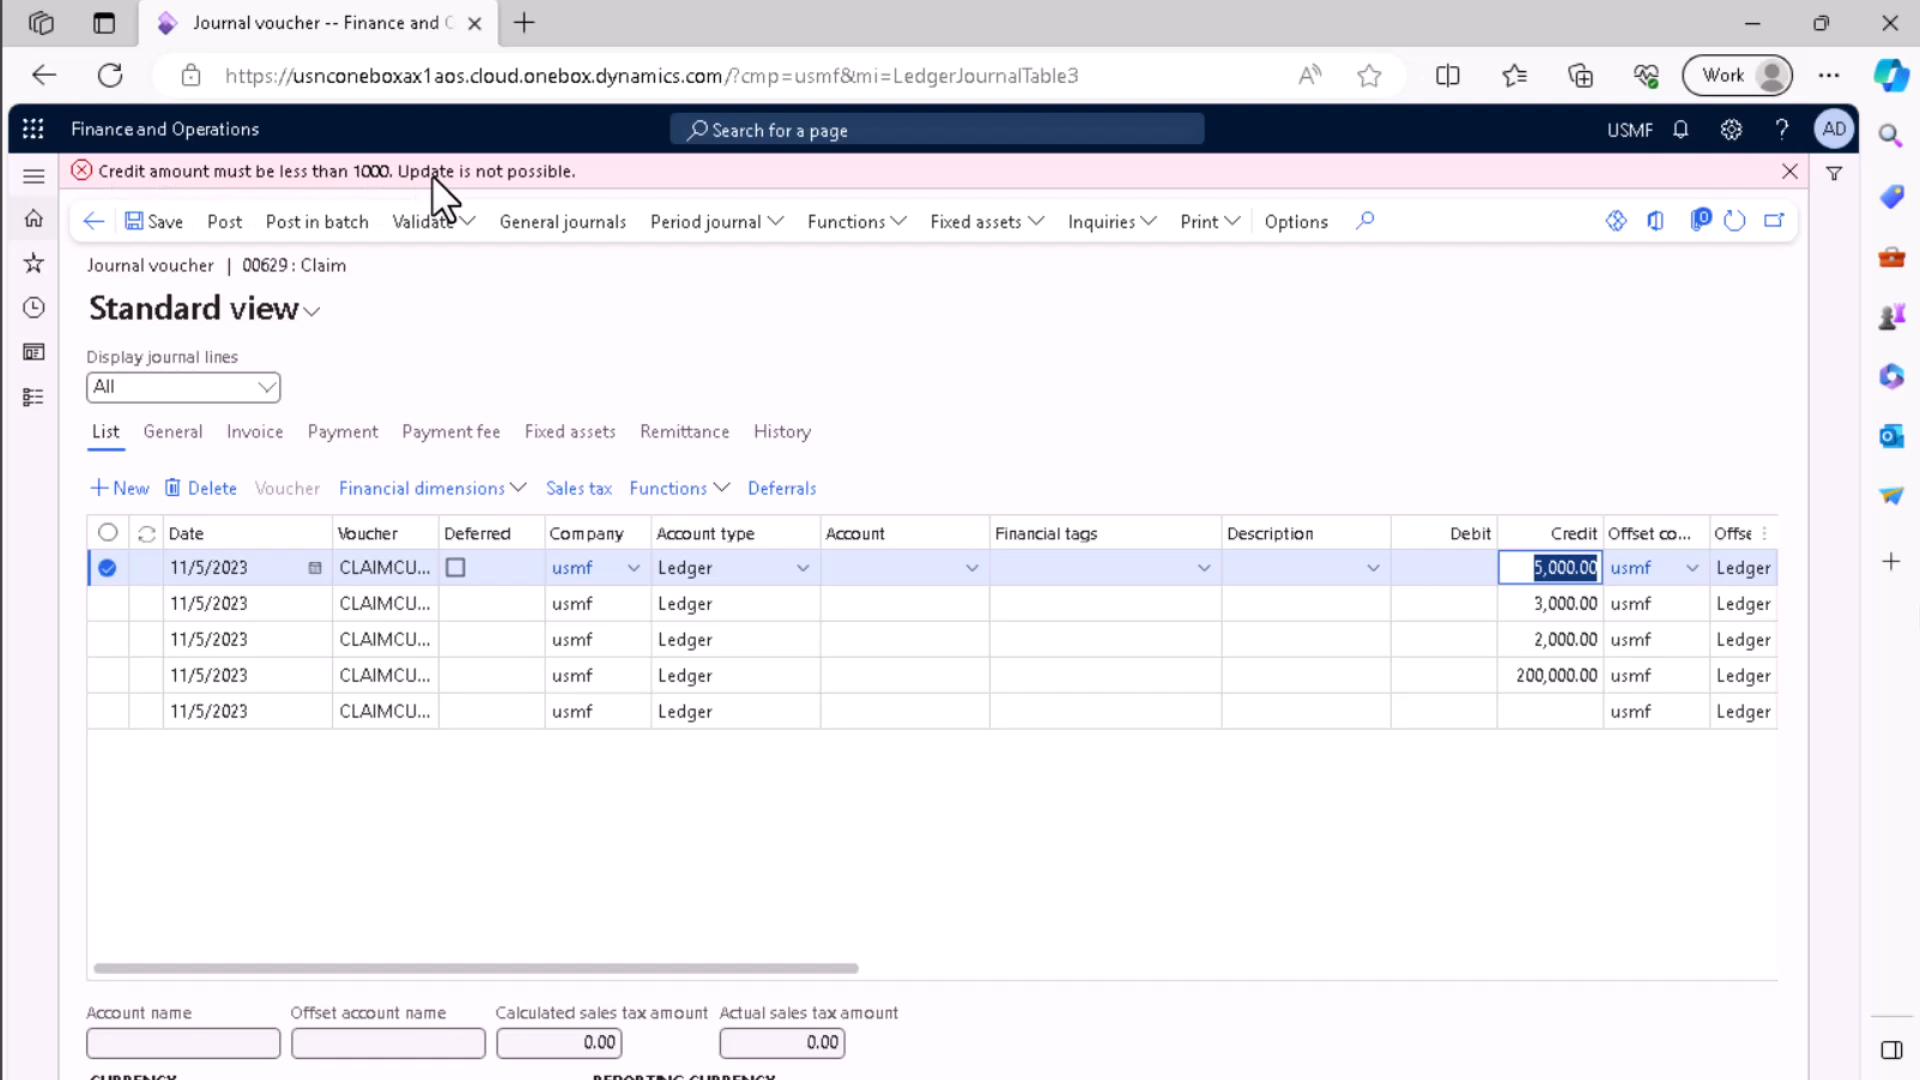 Journal voucher -- Finance and O
https://usnconeboxax1aos.cloud.onebox.dynamics.com/?cmp=usmf&mi=LedgerJournalTable3
Work
Finance and Operations
Search for a page
USMF
AD
Credit amount must be less than 1000. Update is not possible.
Save Post Post in batch Validate General journals Period journal Functions Fixed assets Inquiries Print Options
0
Journal voucher | 00629 : Claim
Standard view
Display journal lines
All
List General Invoice Payment Payment fee Fixed assets Remittance History
New Delete Voucher Financial dimensions Sales tax Functions Deferrals
Date Voucher Deferred Company Account type Account Financial tags Description Debit Credit Offset co... Offse
11/5/2023 CLAIMCU... usmf Ledger 5,000.00 usmf Ledger
11/5/2023 CLAIMCU... usmf Ledger 3,000.00 usmf Ledger
11/5/2023 CLAIMCU... usmf Ledger 2,000.00 usmf Ledger
11/5/2023 CLAIMCU... usmf Ledger 200,000.00 usmf Ledger
11/5/2023 CLAIMCU... usmf Ledger usmf Ledger
Account name Offset account name Calculated sales tax amount Actual sales tax amount
0.00 0.00
CURRENCY REPORTING CURRENCY